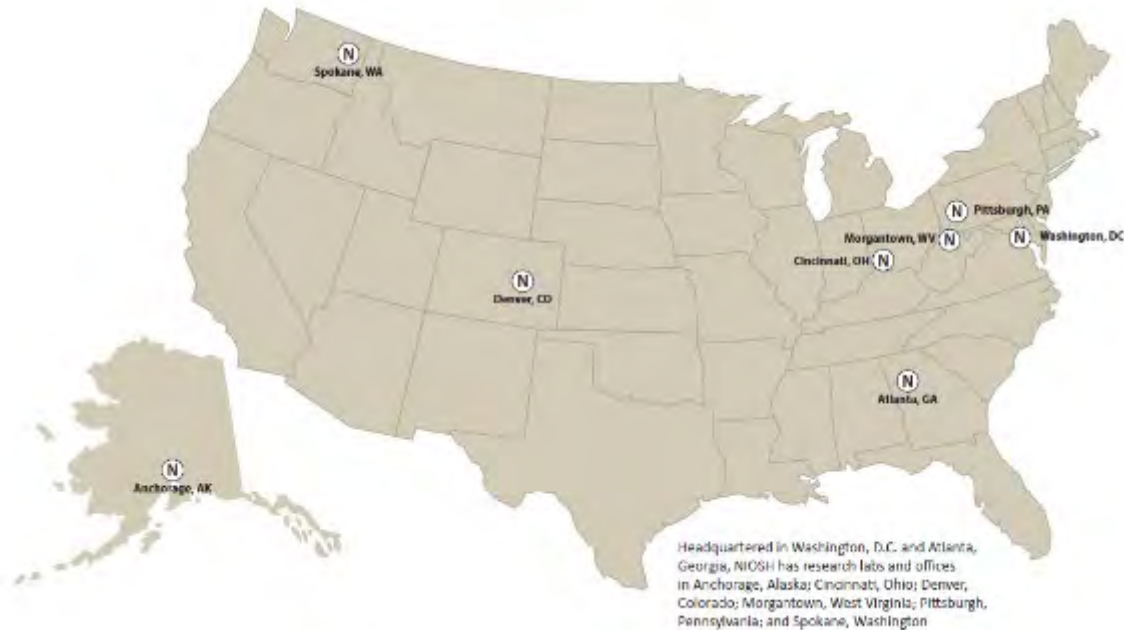 N
Spokane, WA
N
Pittsburgh, PA
Morgantown, WV N
N Washington, DC
Cincinnati, OH N
N
Denver, CO
N
Atlanta, GA
N
Anchorage, AK
Headquartered in Washington, D.C. and Atlanta,
Georgia, NIOSH has research labs and offices
in Anchorage, Alaska; Cincinnati, Ohio; Denver,
Colorado; Morgantown, West Virginia; Pittsburgh,
Pennsylvania; and Spokane, Washington